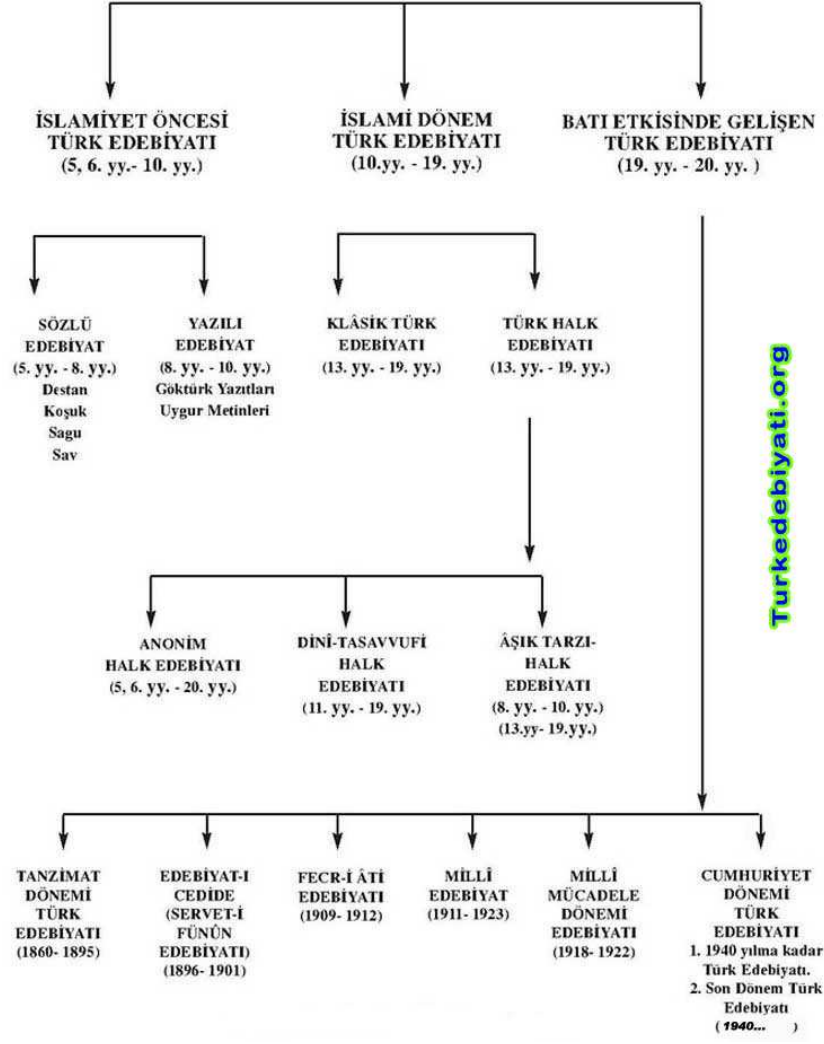 İSLAMİYET ÖNCESİ
TÜRK EDEBİYATI
(5, 6. yy.- 10. yy.)
İSLAMİ DÖNEM
TÜRK EDEBİYATI
(10.yy. - 19. yy.)
BATI ETKİSİNDE GELİŞEN
TÜRK EDEBİYATI
(19. yy. - 20. yy. )
SÖZLÜ
EDEBİYAT
(5. yy. - 8. yy.)
Destan
Koşuk
Sagu
Sav
YAZILI
EDEBİYAT
(8. yy. - 10. yy.)
Göktürk Yazıtları
Uygur Metinleri
KLÂSİK TÜRK
EDEBİYATI
(13. yy. - 19. yy.)
TÜRK HALK
EDEBİYATI
(13. yy. - 19. yy.)
Turkedebiyati.org
ANONİM
HALK EDEBİYATI
(5, 6. yy. - 20. yy.)
DİNÎ-TASAVVUFİ
HALK
EDEBİYATI
(11. yy. - 19. yy.)
ÂŞIK TARZI-
HALK
EDEBİYATI
(8. yy. - 10. yy.)
(13.yy- 19.yy.)
TANZİMAT
DÖNEMİ
TÜRK
EDEBİYATI
(1860- 1895)
EDEBİYAT-I
CEDİDE
(SERVET-İ
FÜNÛN
EDEBİYATI)
(1896- 1901)
FECR-İ ÂTİ
EDEBİYATI
(1909- 1912)
MİLLÎ
EDEBİYAT
(1911- 1923)
MİLLÎ
MÜCADELE
DÖNEMİ
EDEBİYATI
(1918- 1922)
CUMHURİYET
DÖNEMİ
TÜRK
EDEBİYATI
1. 1940 yılma kadar
Türk Edebiyatı.
2. Son Dönem Türk
Edebiyatı
( 1940... )